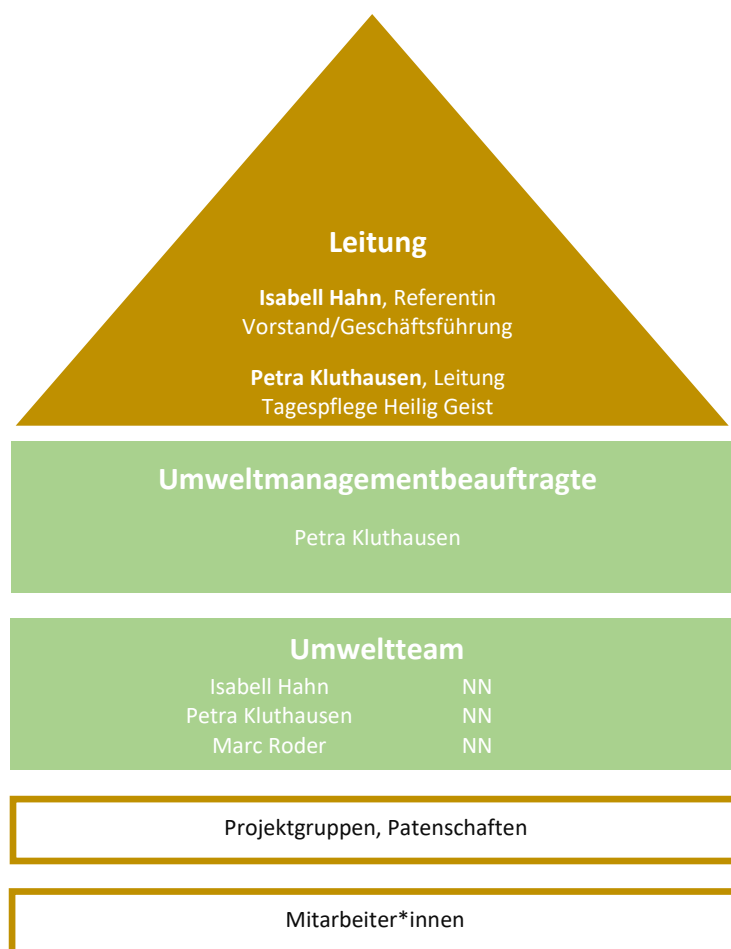 Leitung
Isabell Hahn, Referentin
Vorstand/Geschäftsführung
Petra Kluthausen, Leitung
Tagespflege Heilig Geist
Umweltmanagementbeauftragte
Petra Kluthausen
Umweltteam
Isabell Hahn NN
Petra Kluthausen NN
Marc Roder NN
Projektgruppen, Patenschaften
Mitarbeiter*innen